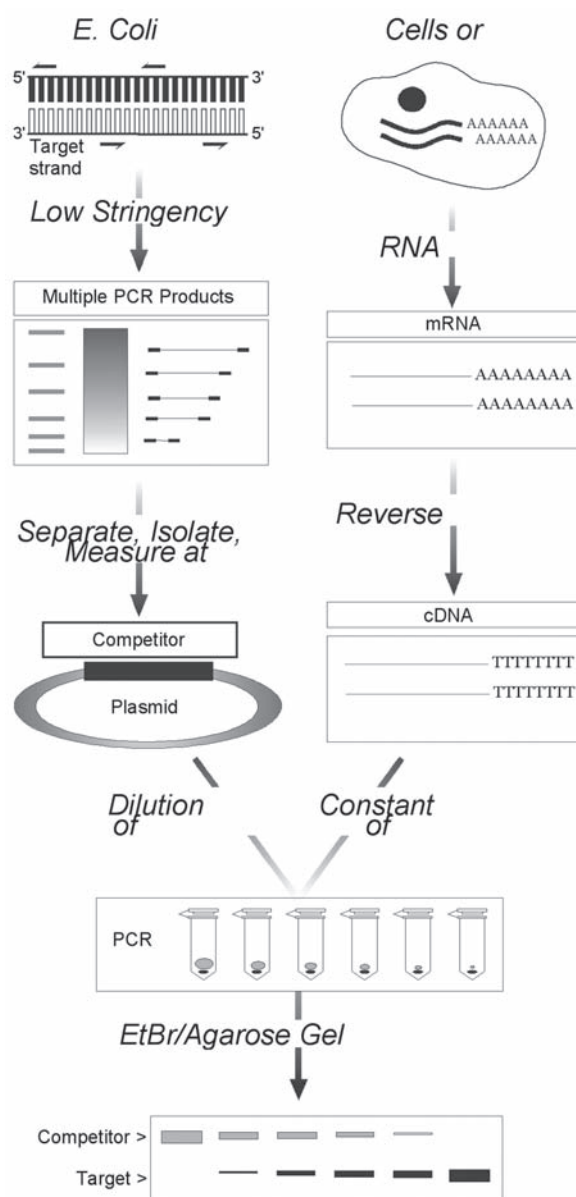 E. Coli
5'
3'
3'
5'
Target
strand
Low Stringency
Multiple PCR Products
Separate, Isolate,
Measure at
Competitor
Plasmid
Dilution
of
Cells or
AAAAAA
AAAAAA
RNA
mRNA
AAAAAAAA
AAAAAAAA
Reverse
cDNA
TTTTTTTT
TTTTTTTT
Constant
of
PCR
EtBr/Agarose Gel
Competitor >
Target >